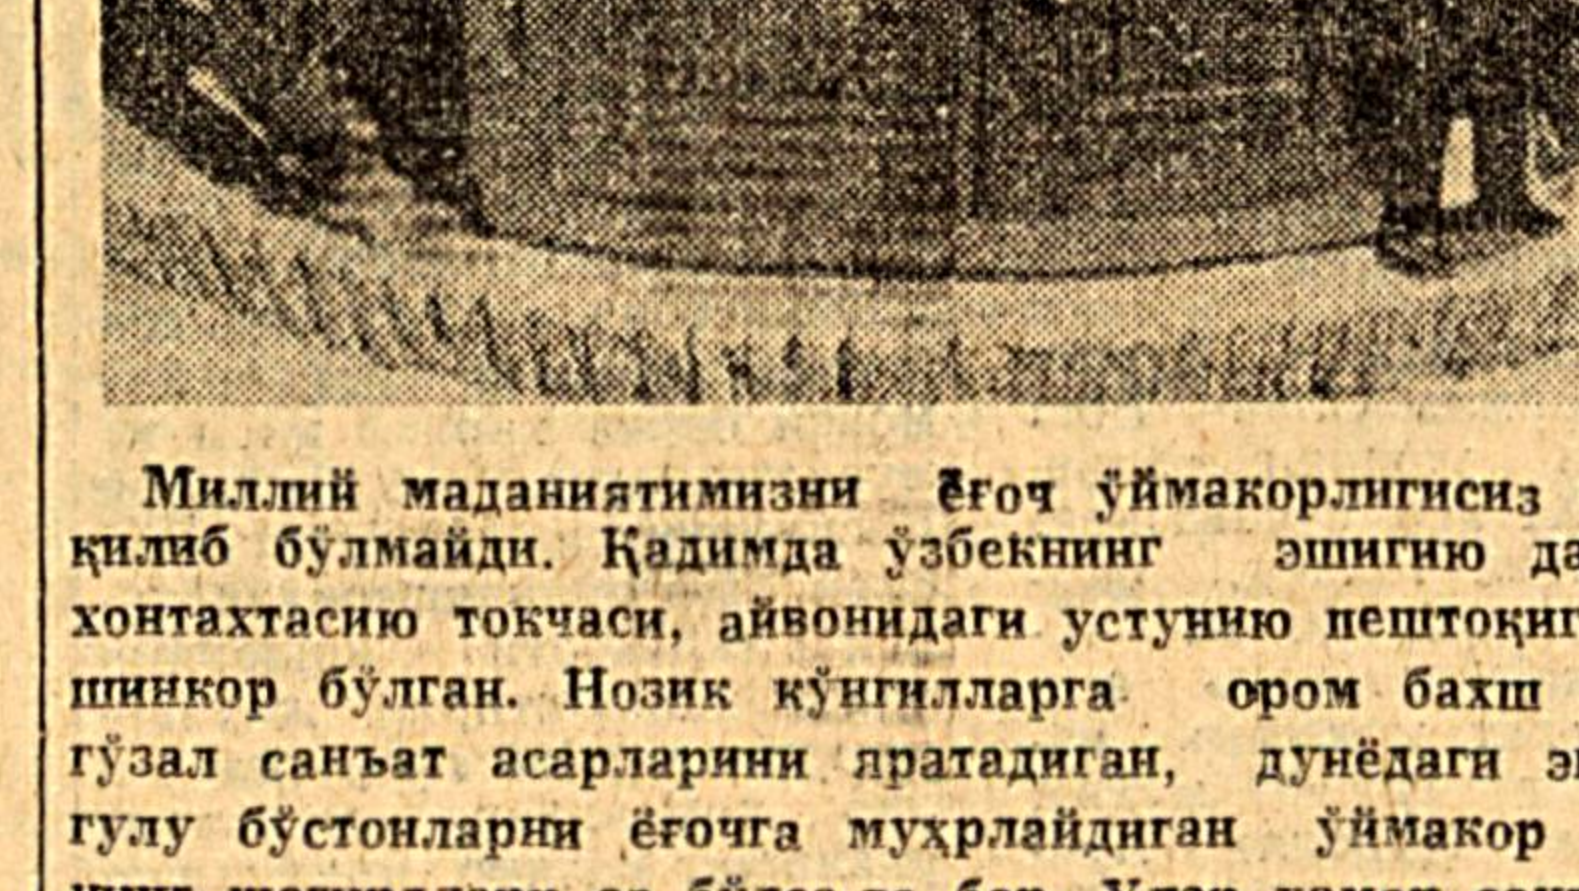 Миллий маданиятимизни ёғоч ўймакорлигисиз
қилиб бўлмайди. Қадимда ўзбекнинг эшигию
хонтахтасию токчаси, айвонидаги устунию
шинкор бўлган. Нозик кўнгилларга ором бахш
гўзал санъат асарларини яратадиган, дунёдаги
гулу бўстонларни ёғочга муҳрлайдиган ўймакор